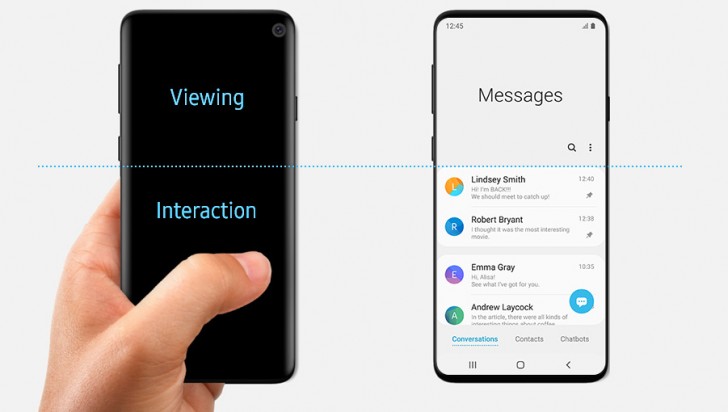 Viewing
Interaction
12:45
Messages
Lindsey Smith 12:40
Hi! I'm BACK!!!
We should meet to catch up!
Robert Bryant 12:38
I thought it was the most interesting
movie.
Emma Gray 10:35
Hi, Alisa!
See what I've got for you.
Andrew Laycock
In the article, there were all kinds of
interesting things about coffee
Conversations Contacts Chatbots
L
R
E
A